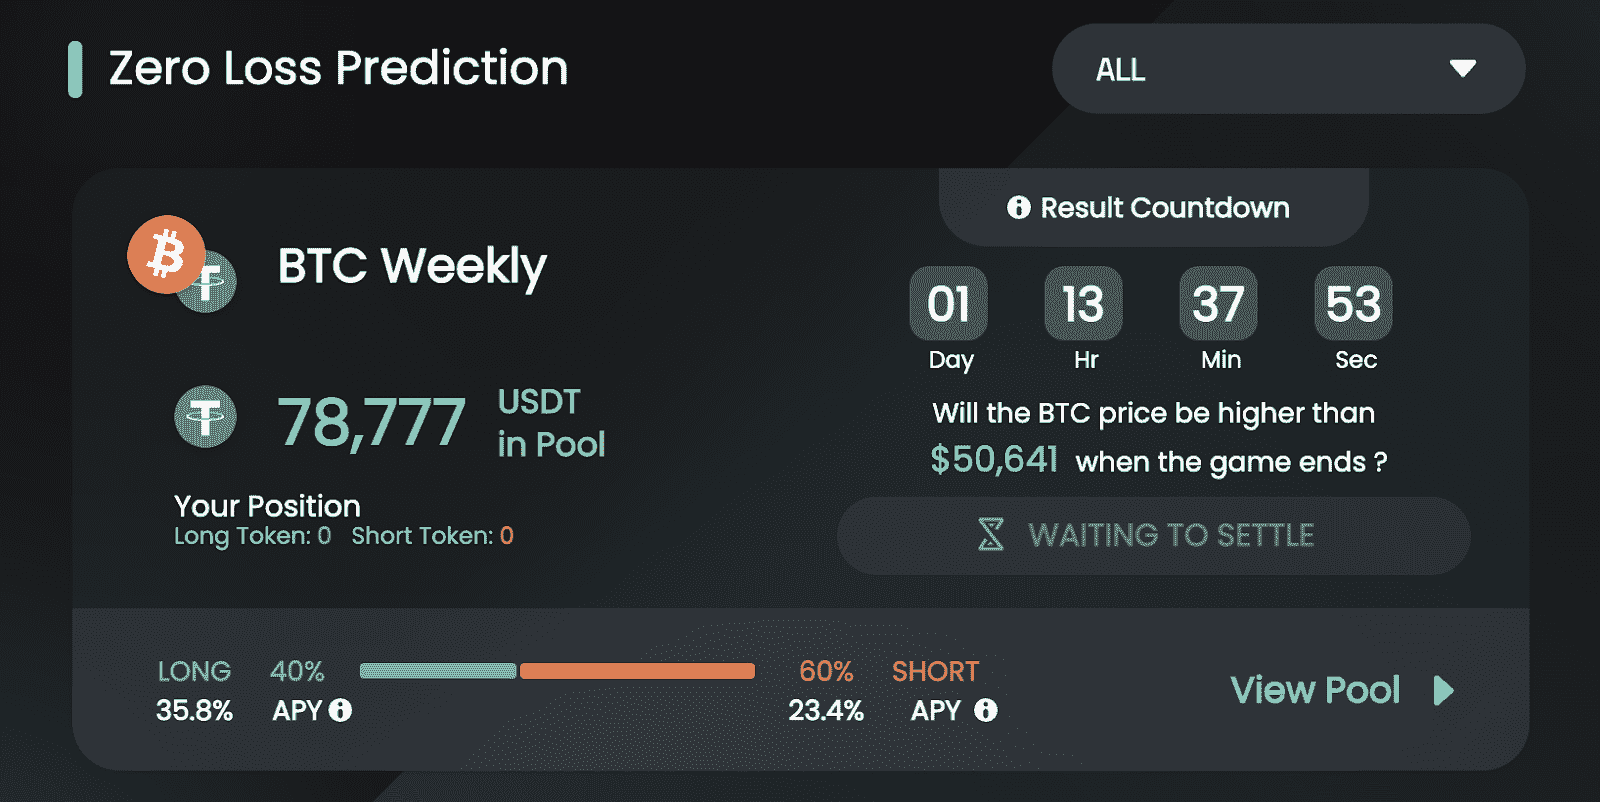 Zero Loss Prediction
ALL
Result Countdown
BTC Weekly
01 13 37 53
Day Hr Min Sec
78,777 USDT in Pool
Will the BTC price be higher than
$50,641 when the game ends ?
Your Position
Long Token: 0 Short Token: 0
WAITING TO SETTLE
LONG 40% 60% SHORT
35.8% APY 23.4% APY
View Pool